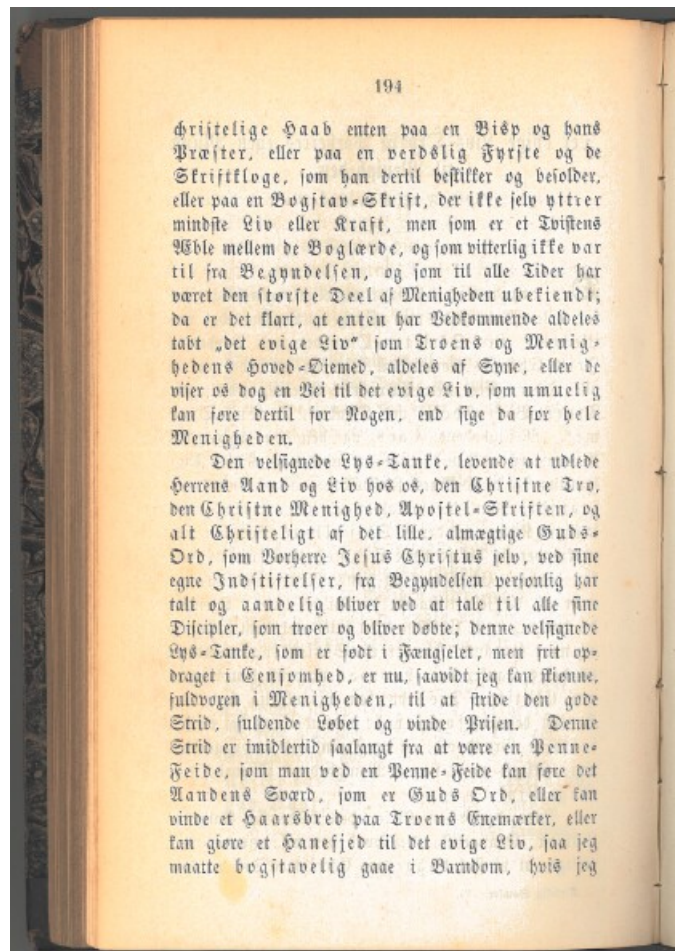 194
christelige Haab enten paa en Bisp og hans
Præster, eller paa en verdslig Fyrste og de
Skriftkloge, som han dertil bestikker og besolder,
eller paa en Bogstav-Skrift, der ikke selv yttrer
mindste Liv eller Kraft, men som er et Tvistens
Æble mellem de Boglærde, og som vitterlig ikke var
til fra Begyndelsen, og som til alle Tider har
været den største Deel af Menigheden ubekiendt;
da er det klart, at enten har Vedkommende aldeles
tabt „det evige Liv“ som Troens og Menig-
hedens Hoved-Øiemed, aldeles af Syne, eller de
viser os dog en Vei til det evige Liv, som umuelig
kan føre dertil for Nogen, end sige da for hele
Menigheden.
Den velsignede Lys-Tanke, levende at udlede
Herrens Aand og Liv hos os, den Christne Tro,
den Christne Menighed, Apostel-Skriften, og
alt Christeligt af det lille, almægtige Guds-
Ord, som Vorherre Jesus Christus selv, ved sine
egne Indstiftelser, fra Begyndelsen personlig har
talt og aandelig bliver ved at tale til alle sine
Discipler, som troer og bliver døbte; denne velsignede
Lys-Tanke, som er født i Fængselet, men frit op-
draget i Eensomhed, er nu, saavidt jeg kan skiønne,
fuldvoxen i Menigheden, til at stride den gode
Strid, fuldende Løbet og vinde Prisen. Denne
Strid er imidlertid saalangt fra at være en Penne-
Feide, som man ved en Penne-Feide kan føre det
Aandens Sværd, som er Guds Ord, eller kan
vinde et Haarsbred paa Troens Enemærker, eller
kan giøre et Hanefjed til det evige Liv, saa jeg
maatte bogstavelig gaae i Barndom, hvis jeg